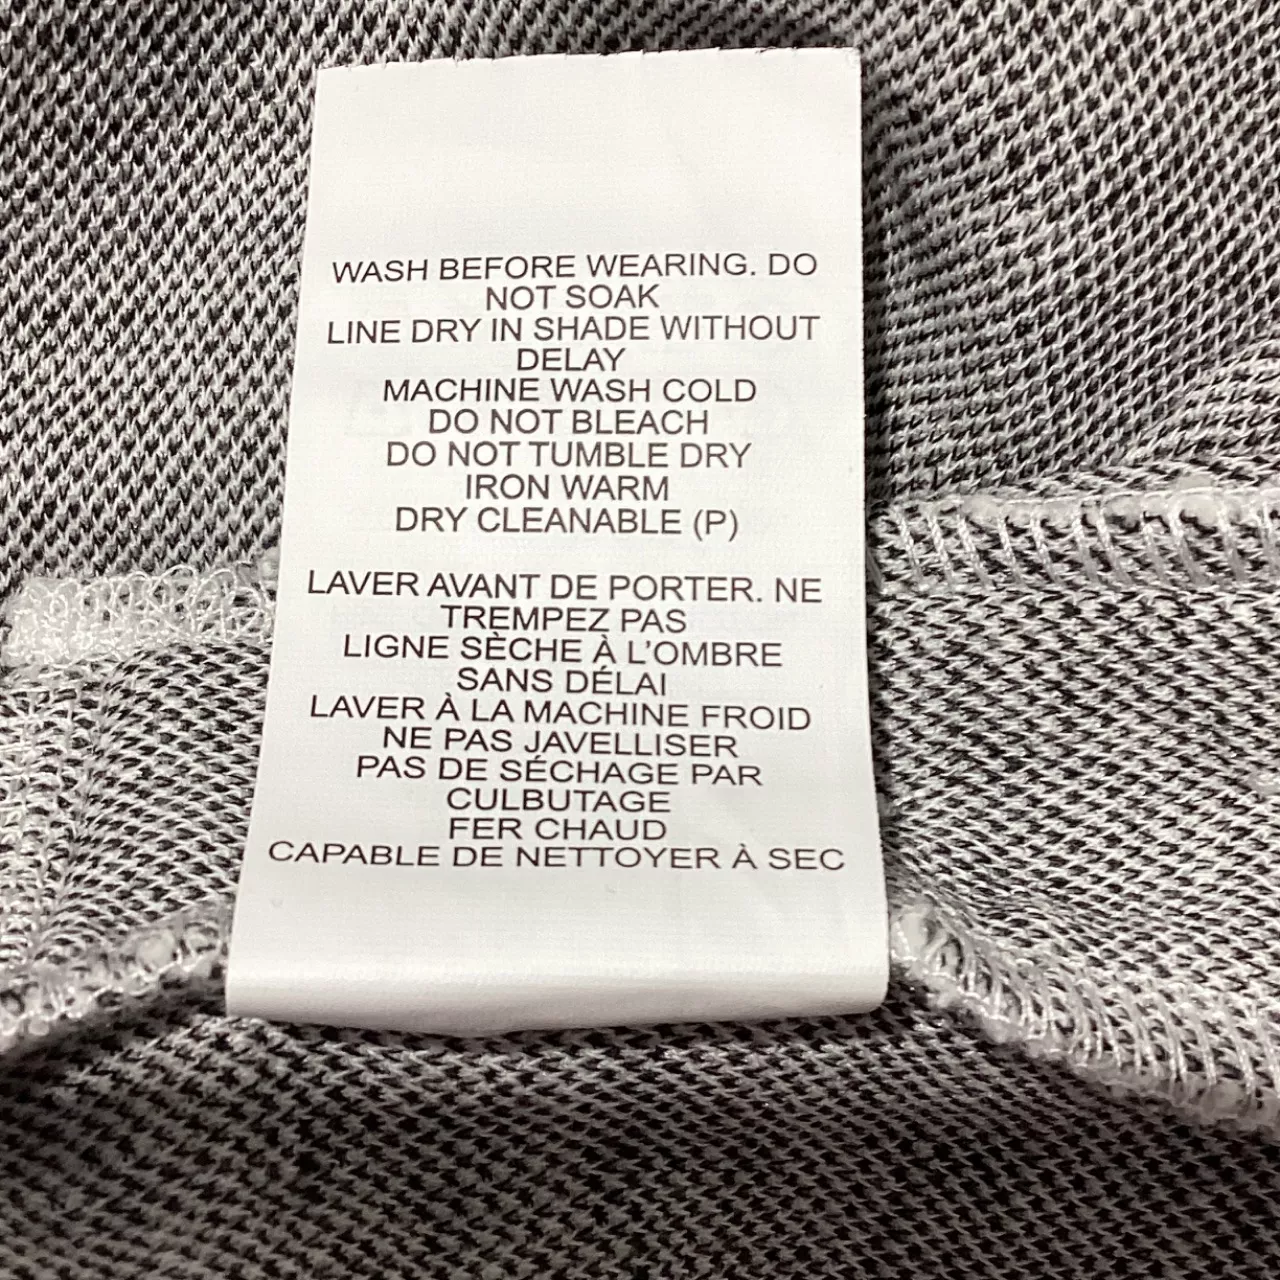 WASH BEFORE WEARING. DO
NOT SOAK
LINE DRY IN SHADE WITHOUT
DELAY
MACHINE WASH COLD
DO NOT BLEACH
DO NOT TUMBLE DRY
IRON WARM
DRY CLEANABLE (P)
LAVER AVANT DE PORTER. NE
TREMPEZ PAS
LIGNE SÈCHE À L'OMBRE
SANS DÉLAI
LAVER À LA MACHINE FROID
NE PAS JAVELLISER
PAS DE SÉCHAGE PAR
CULBUTAGE
FER CHAUD
CAPABLE DE NETTOYER À SEC